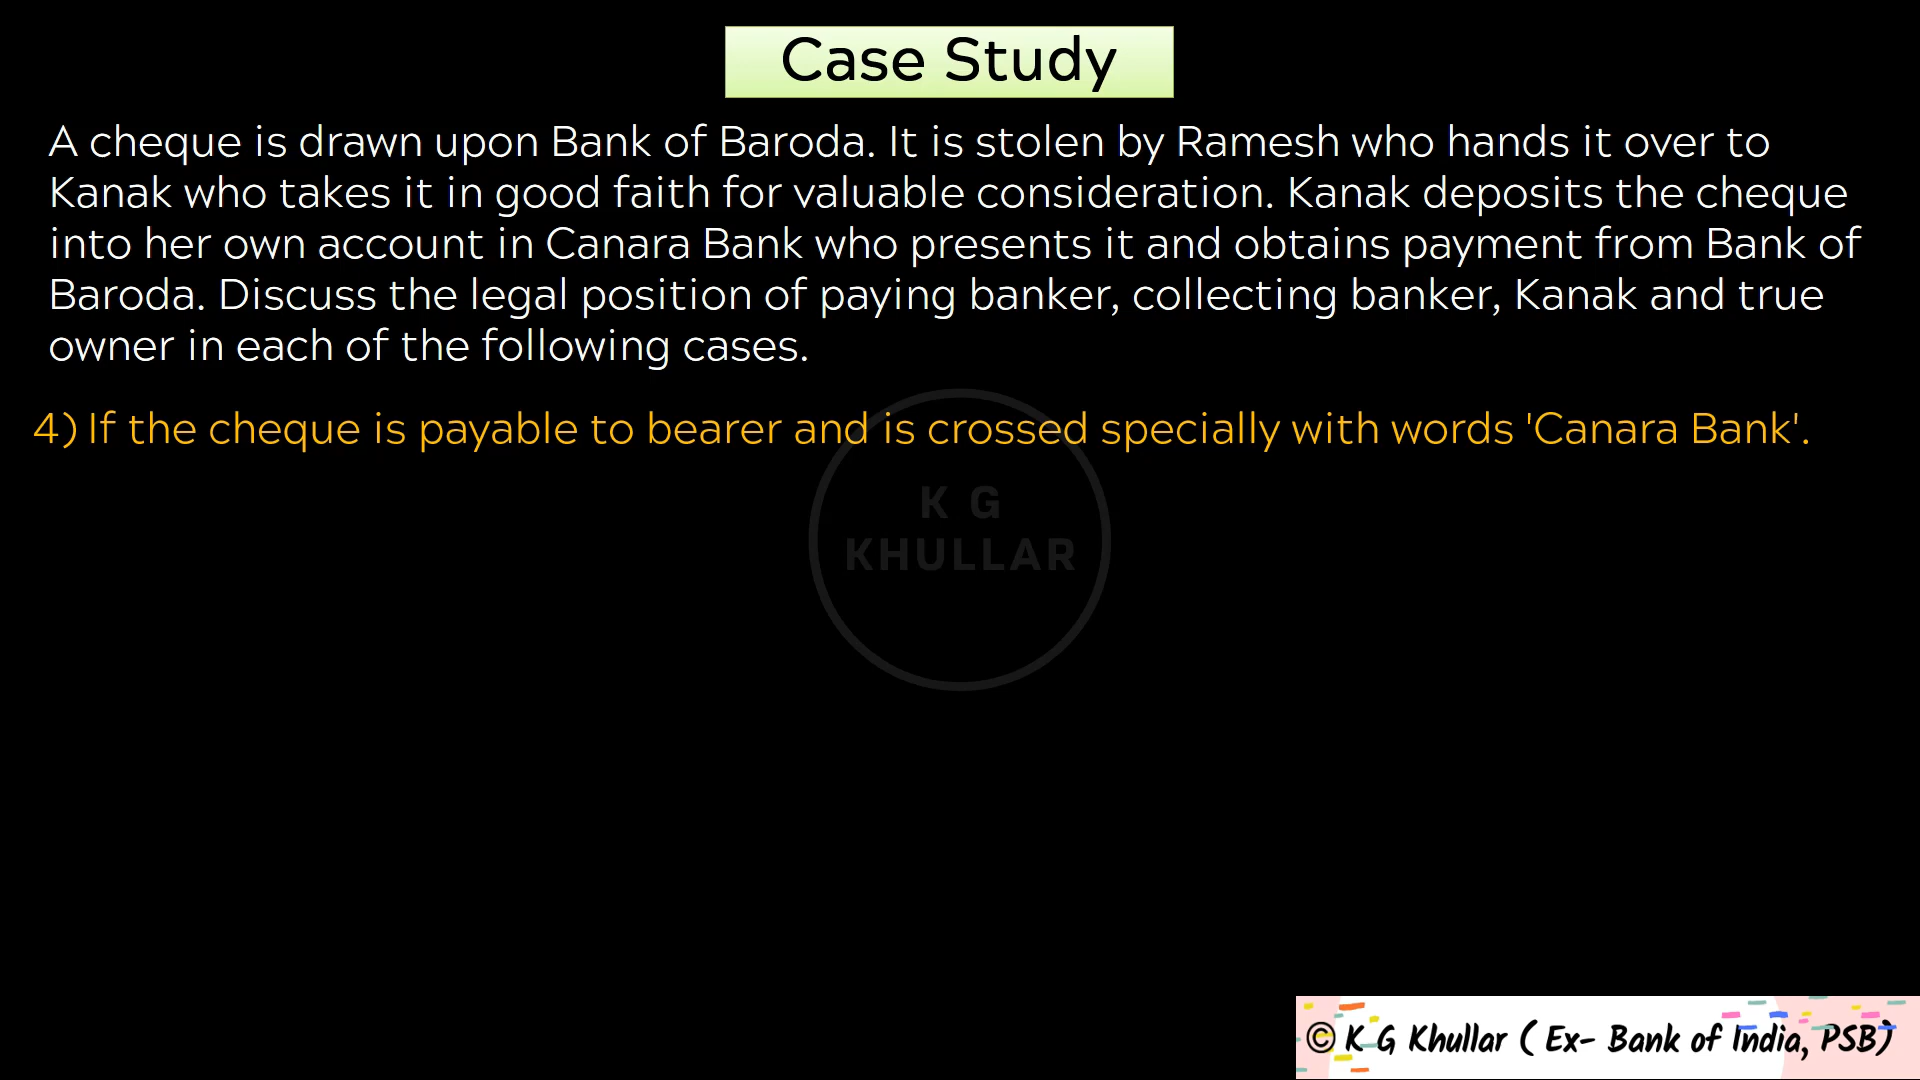 Case Study
A cheque is drawn upon Bank of Baroda. It is stolen by Ramesh who hands it over to
Kanak who takes it in good faith for valuable consideration. Kanak deposits the cheque
into her own account in Canara Bank who presents it and obtains payment from Bank of
Baroda. Discuss the legal position of paying banker, collecting banker, Kanak and true
owner in each of the following cases.
4) If the cheque is payable to bearer and is crossed specially with words 'Canara Bank'.
K G
KHULLAR
© K G Khullar ( Ex- Bank of India, PSB)